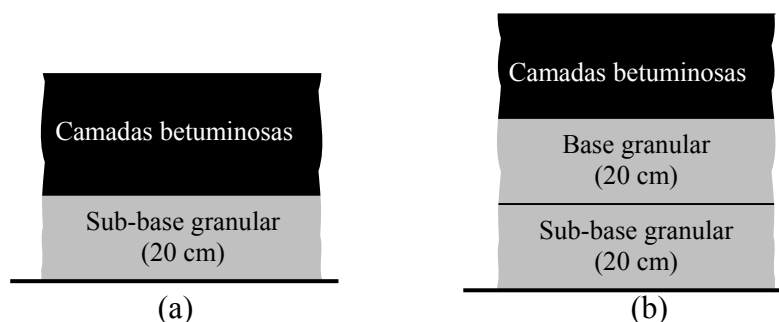 Camadas betuminosas
Sub-base granular
(20 cm)
(a)
Camadas betuminosas
Base granular
(20 cm)
Sub-base granular
(20 cm)
(b)